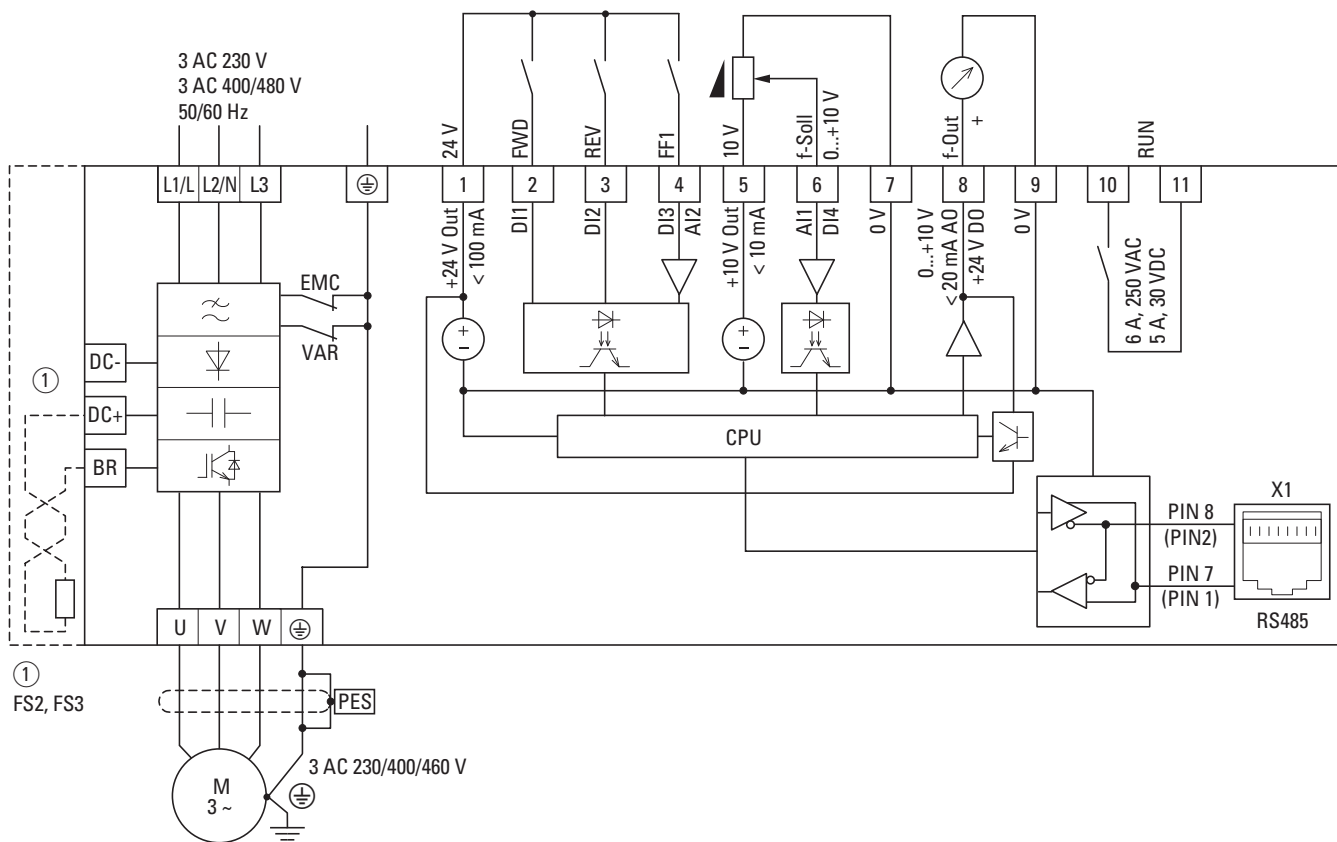 3 AC 230 V
3 AC 400/480 V
50/60 Hz
24 V
FWD
REV
FF1
10 V
f-Soll
0...+10 V
f-Out
+
RUN
L1/L L2/N L3
1 2 3 4 5 6 7 8 9 10 11
+24 V Out
< 100 mA
DI1
DI2
DI3
AI2
+10 V Out
< 10 mA
AI1
DI4
0 V
0...+10 V
< 20 mA AO
+24 V DO
0 V
6 A, 250 VAC
5 A, 30 VDC
EMC
VAR
+
−
+
−
DC-
1
DC+
BR
CPU
X1
PIN 8
(PIN2)
PIN 7
(PIN 1)
RS485
U V W
1
FS2, FS3
PES
3 AC 230/400/460 V
M
3 ~